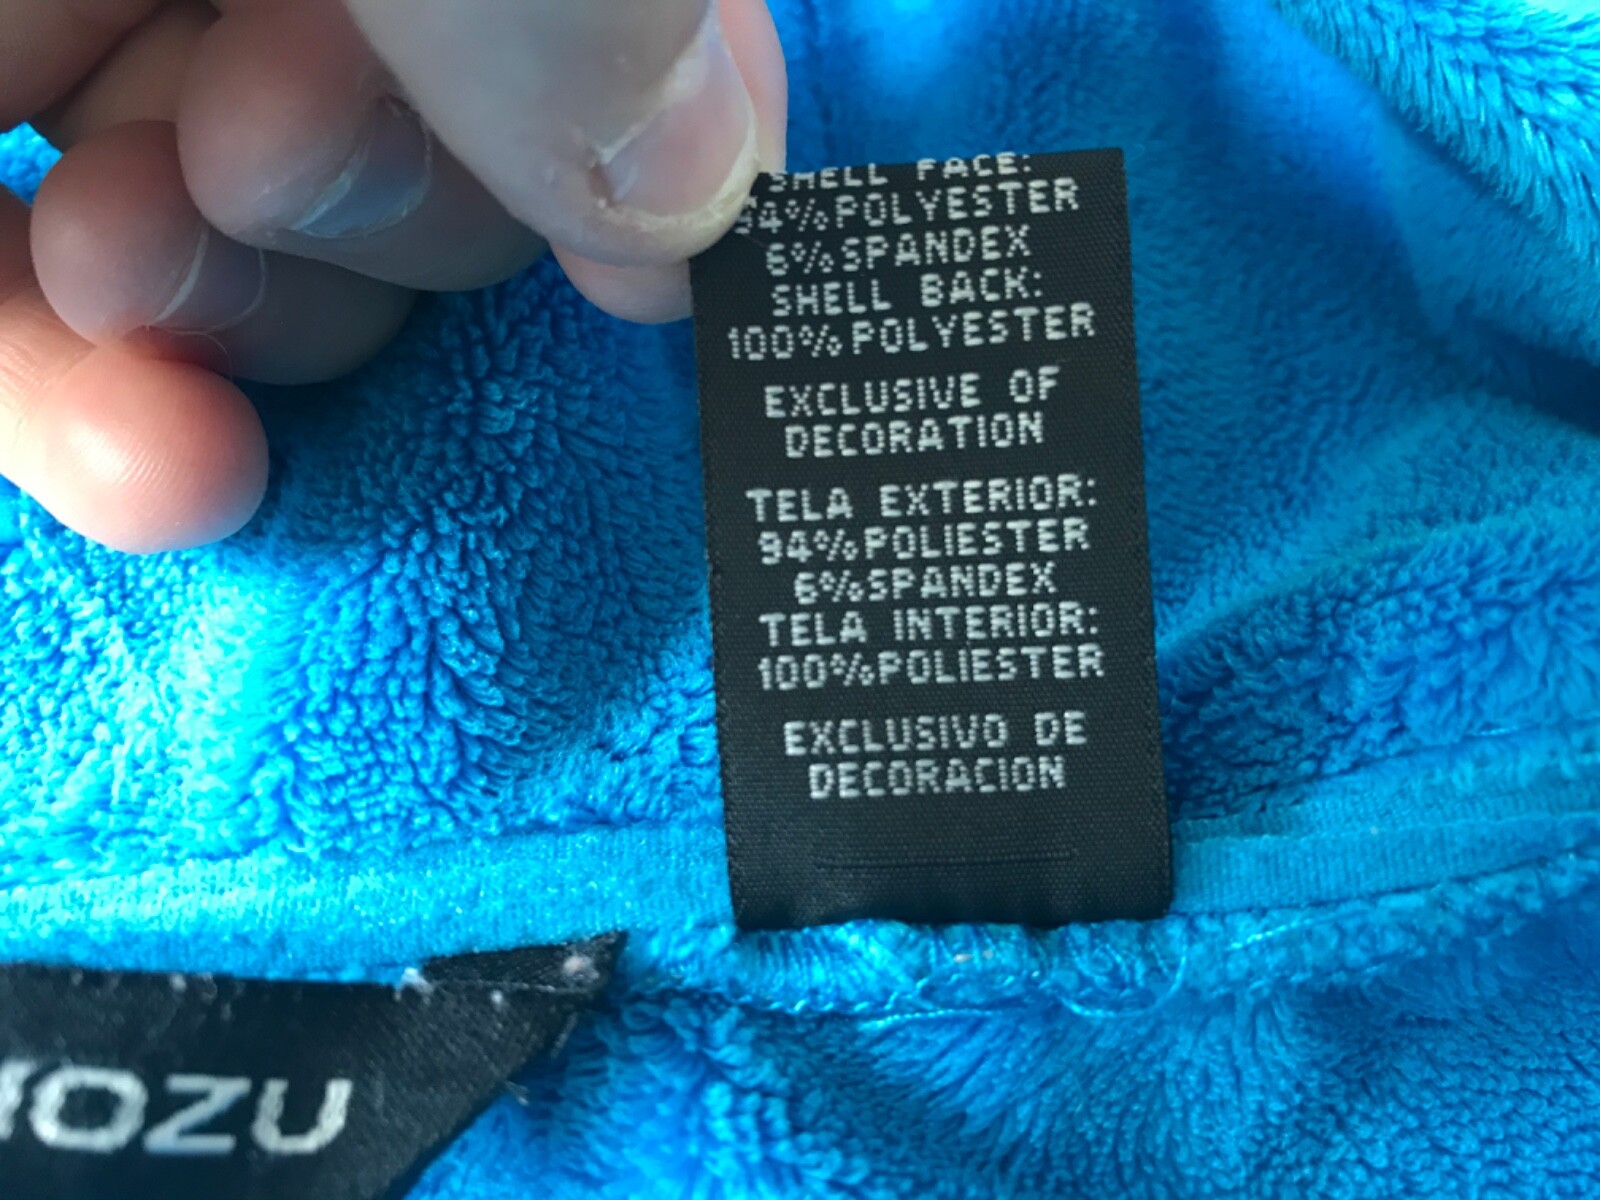 SHELL FACE:
94%POLYESTER
6%SPANDEX
SHELL BACK:
100%POLYESTER
EXCLUSIVE OF
DECORATION
TELA EXTERIOR:
94%POLIESTER
6%SPANDEX
TELA INTERIOR:
100%POLIESTER
EXCLUSIVO DE
DECORACION